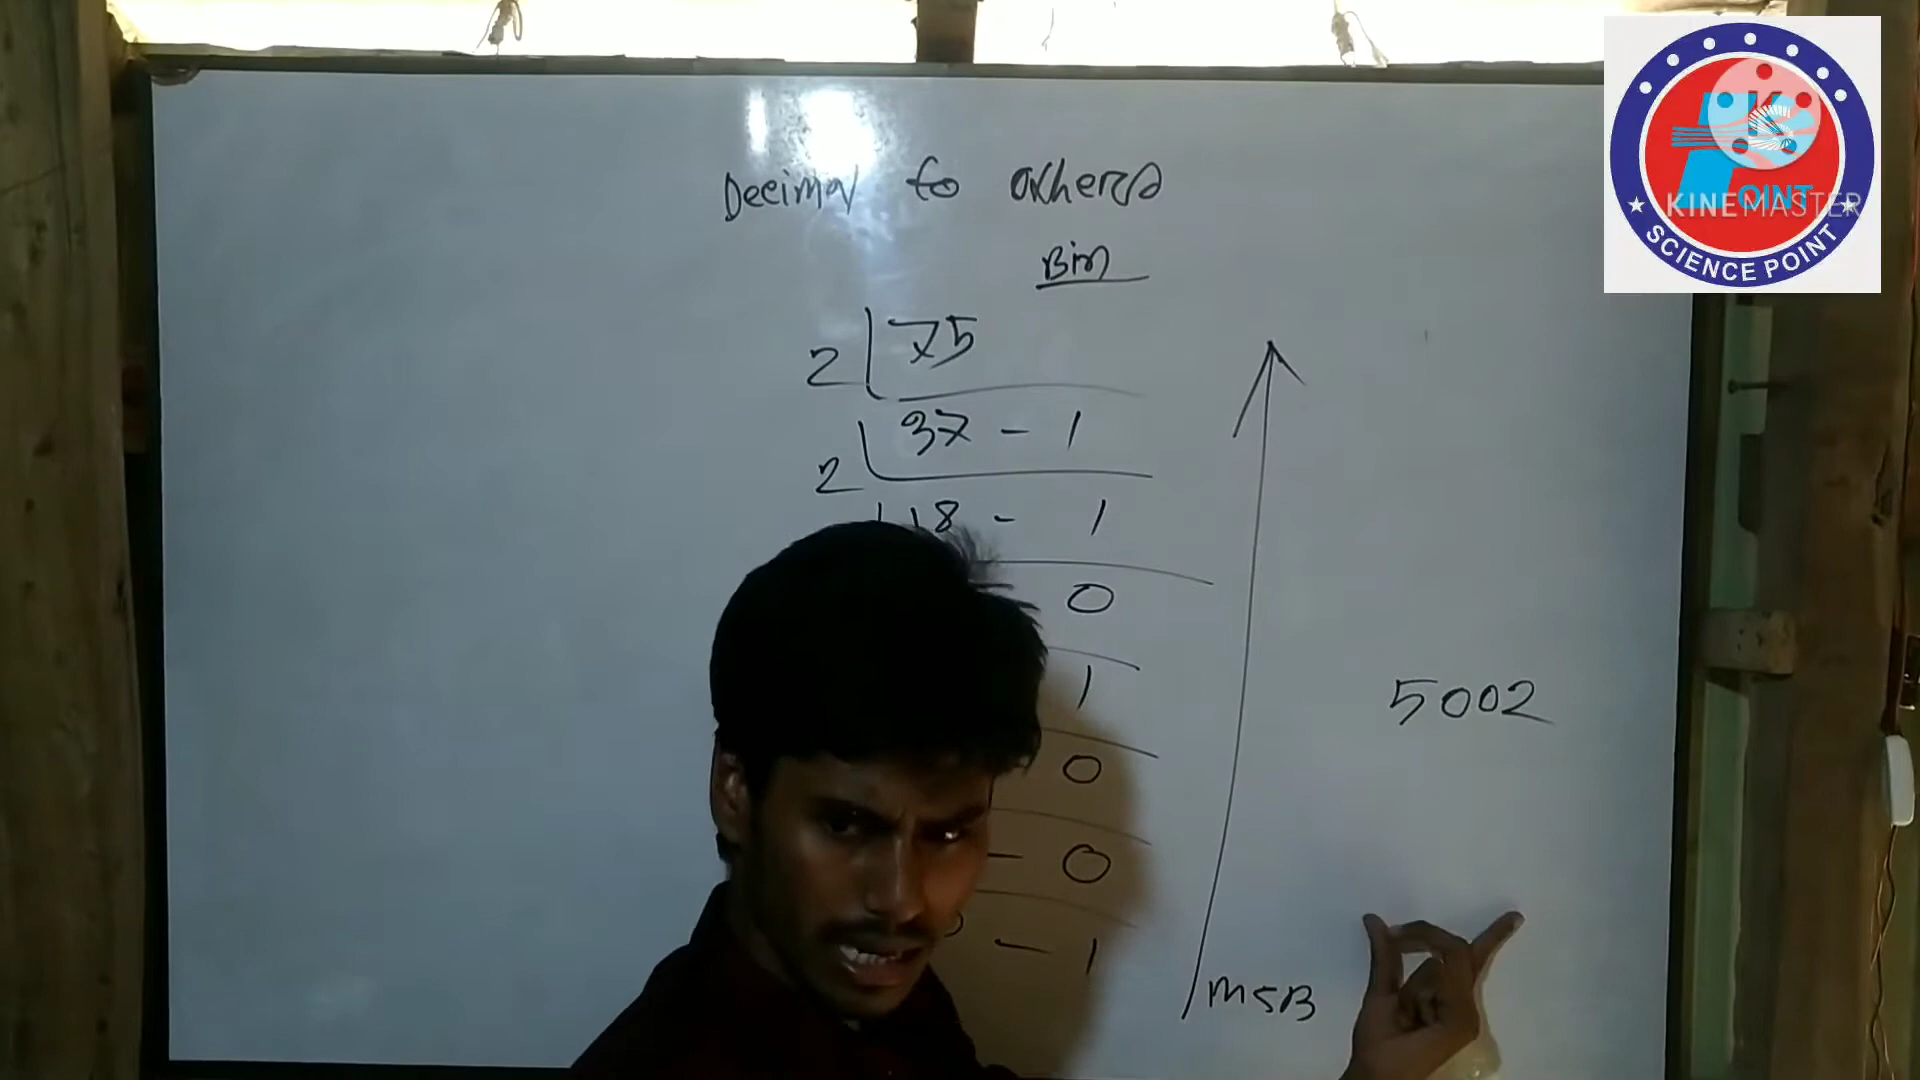 Decimal to others
Bin
2 75
2 37 - 1
18 - 1
0
1
0
- 0
- 1
MSB
5002
K
POINT
KINEMASTER
SCIENCE POINT